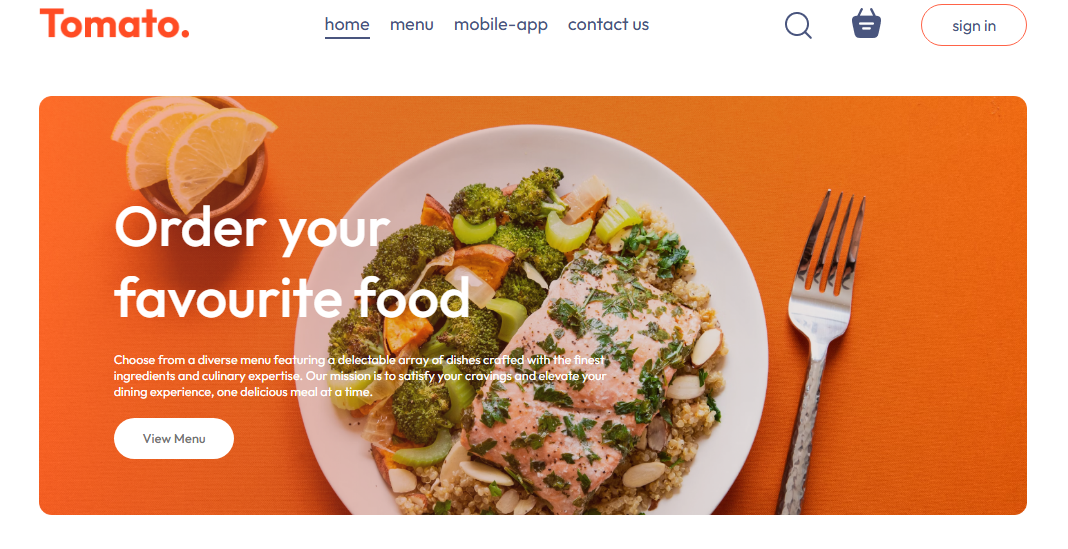 Tomato.
home menu mobile-app contact us
sign in
Order your
favourite food
Choose from a diverse menu featuring a delectable array of dishes crafted with the finest
ingredients and culinary expertise. Our mission is to satisfy your cravings and elevate your
dining experience, one delicious meal at a time.
View Menu